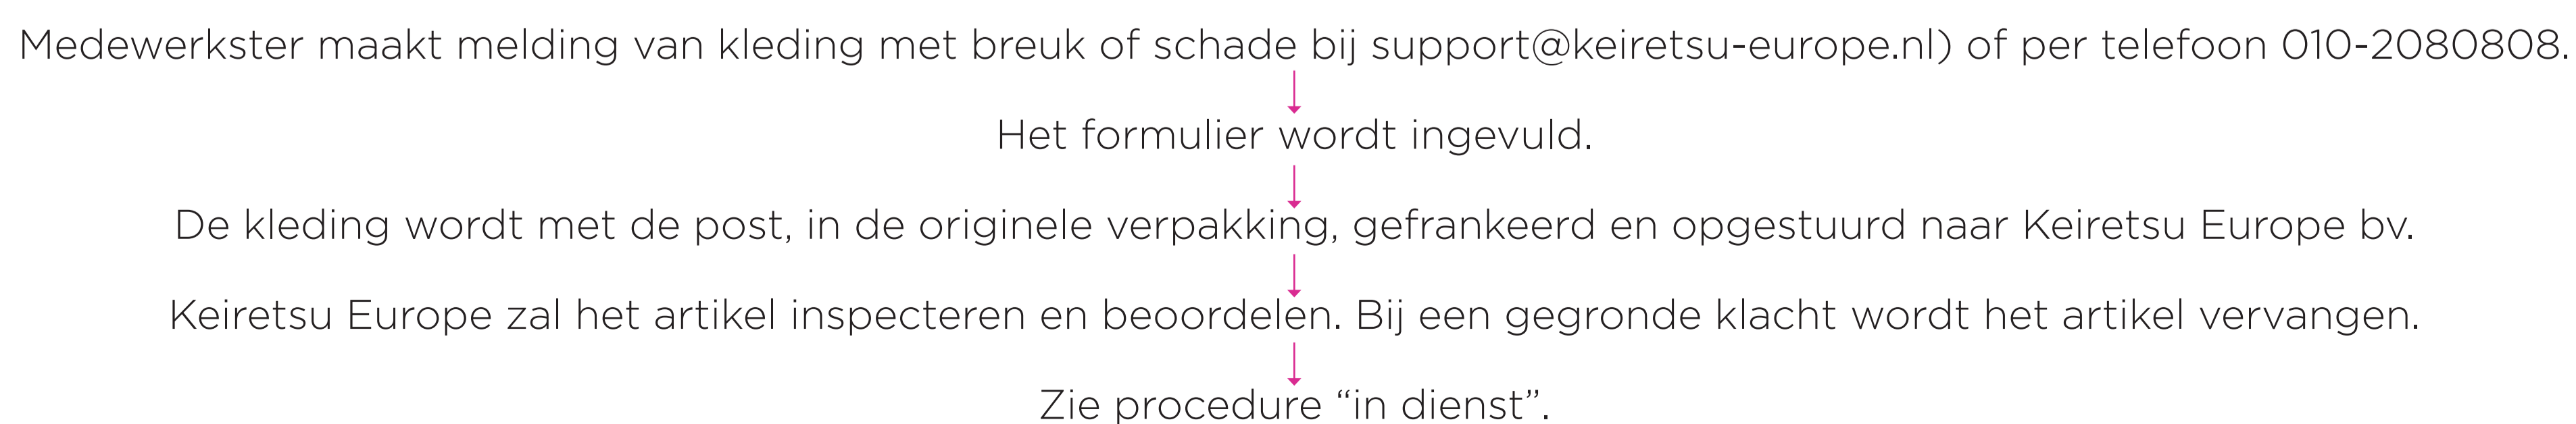 Medewerkster maakt melding van kleding met breuk of schade bij support@keiretsu-europe.nl) of per telefoon 010-2080808.
Het formulier wordt ingevuld.
De kleding wordt met de post, in de originele verpakking, gefrankeerd en opgestuurd naar Keiretsu Europe bv.
Keiretsu Europe zal het artikel inspecteren en beoordelen. Bij een gegronde klacht wordt het artikel vervangen.
Zie procedure “in dienst”.